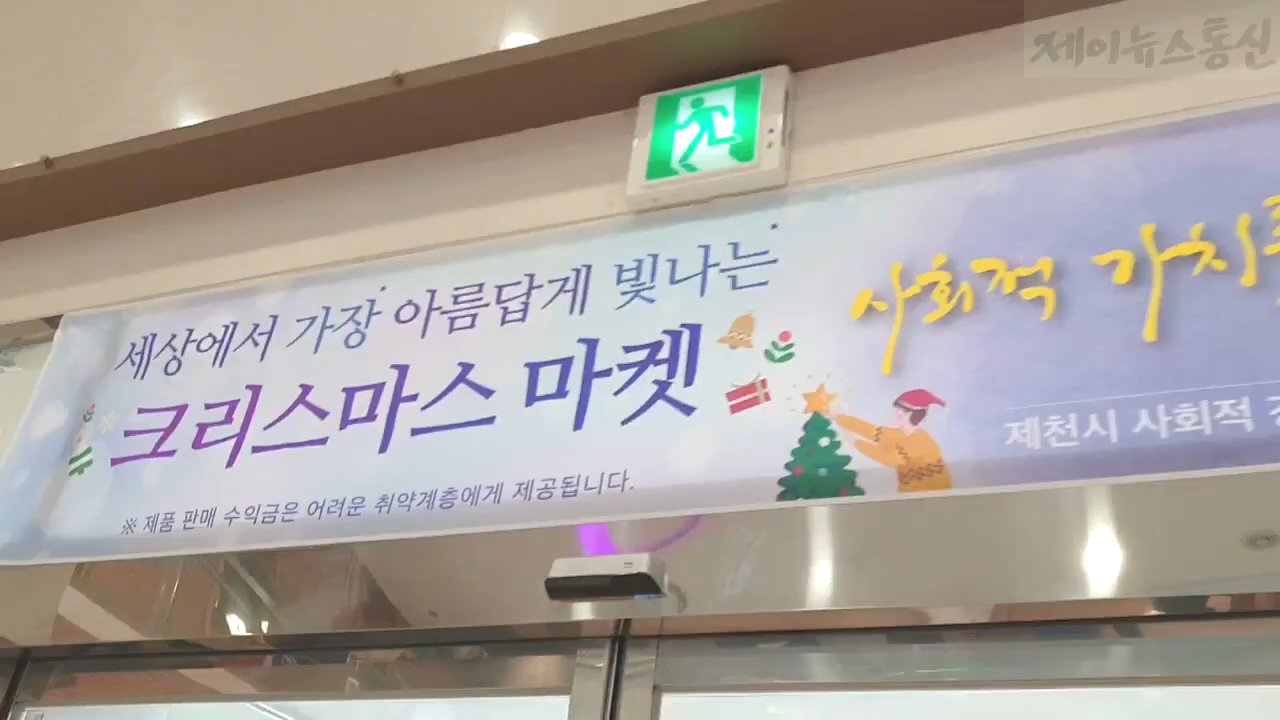 제이뉴스통신
세상에서 가장 아름답게 빛나는
크리스마스 마켓
※ 제품 판매 수익금은 어려운 취약계층에게 제공됩니다.
사회적 가치
제천시 사회적